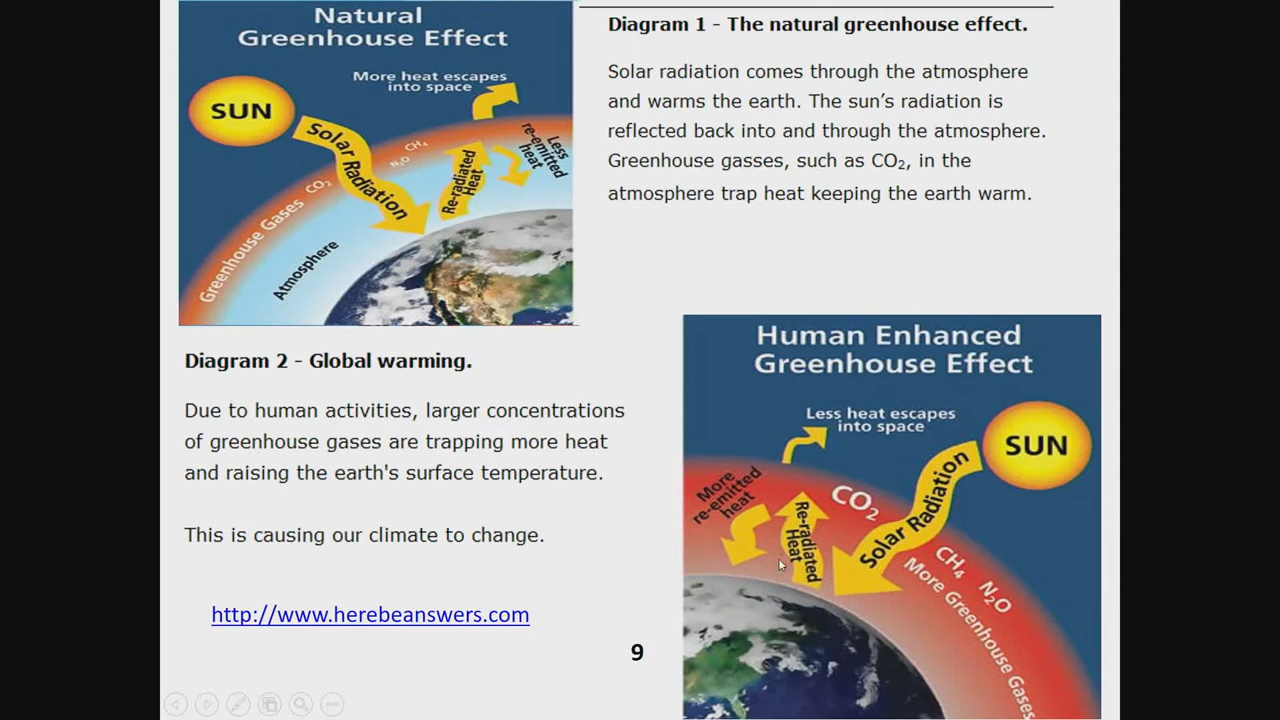 Natural
Greenhouse Effect
More heat escapes
into space
SUN
Solar Radiation
CH₄
N₂O
CO₂
Less
re-emitted
heat
Re-radiated
Heat
Greenhouse Gases
Atmosphere
Diagram 1 - The natural greenhouse effect.
Solar radiation comes through the atmosphere
and warms the earth. The sun’s radiation is
reflected back into and through the atmosphere.
Greenhouse gasses, such as CO₂, in the
atmosphere trap heat keeping the earth warm.
Diagram 2 - Global warming.
Due to human activities, larger concentrations
of greenhouse gases are trapping more heat
and raising the earth's surface temperature.
This is causing our climate to change.
http://www.herebeanswers.com
9
Human Enhanced
Greenhouse Effect
Less heat escapes
into space
SUN
Solar Radiation
More
re-emitted
heat
CO₂
Re-radiated
Heat
CH₄
N₂O
More Greenhouse Gases